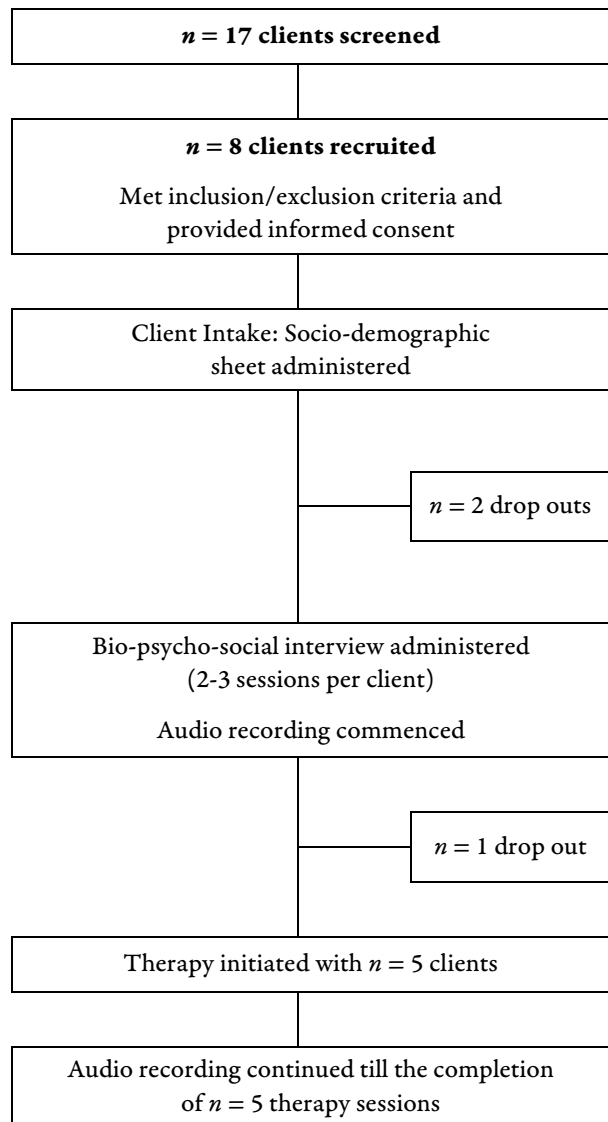 n = 17 clients screened
n = 8 clients recruited
Met inclusion/exclusion criteria and
provided informed consent
Client Intake: Socio-demographic
sheet administered
n = 2 drop outs
Bio-psycho-social interview administered
(2-3 sessions per client)
Audio recording commenced
n = 1 drop out
Therapy initiated with n = 5 clients
Audio recording continued till the completion
of n = 5 therapy sessions